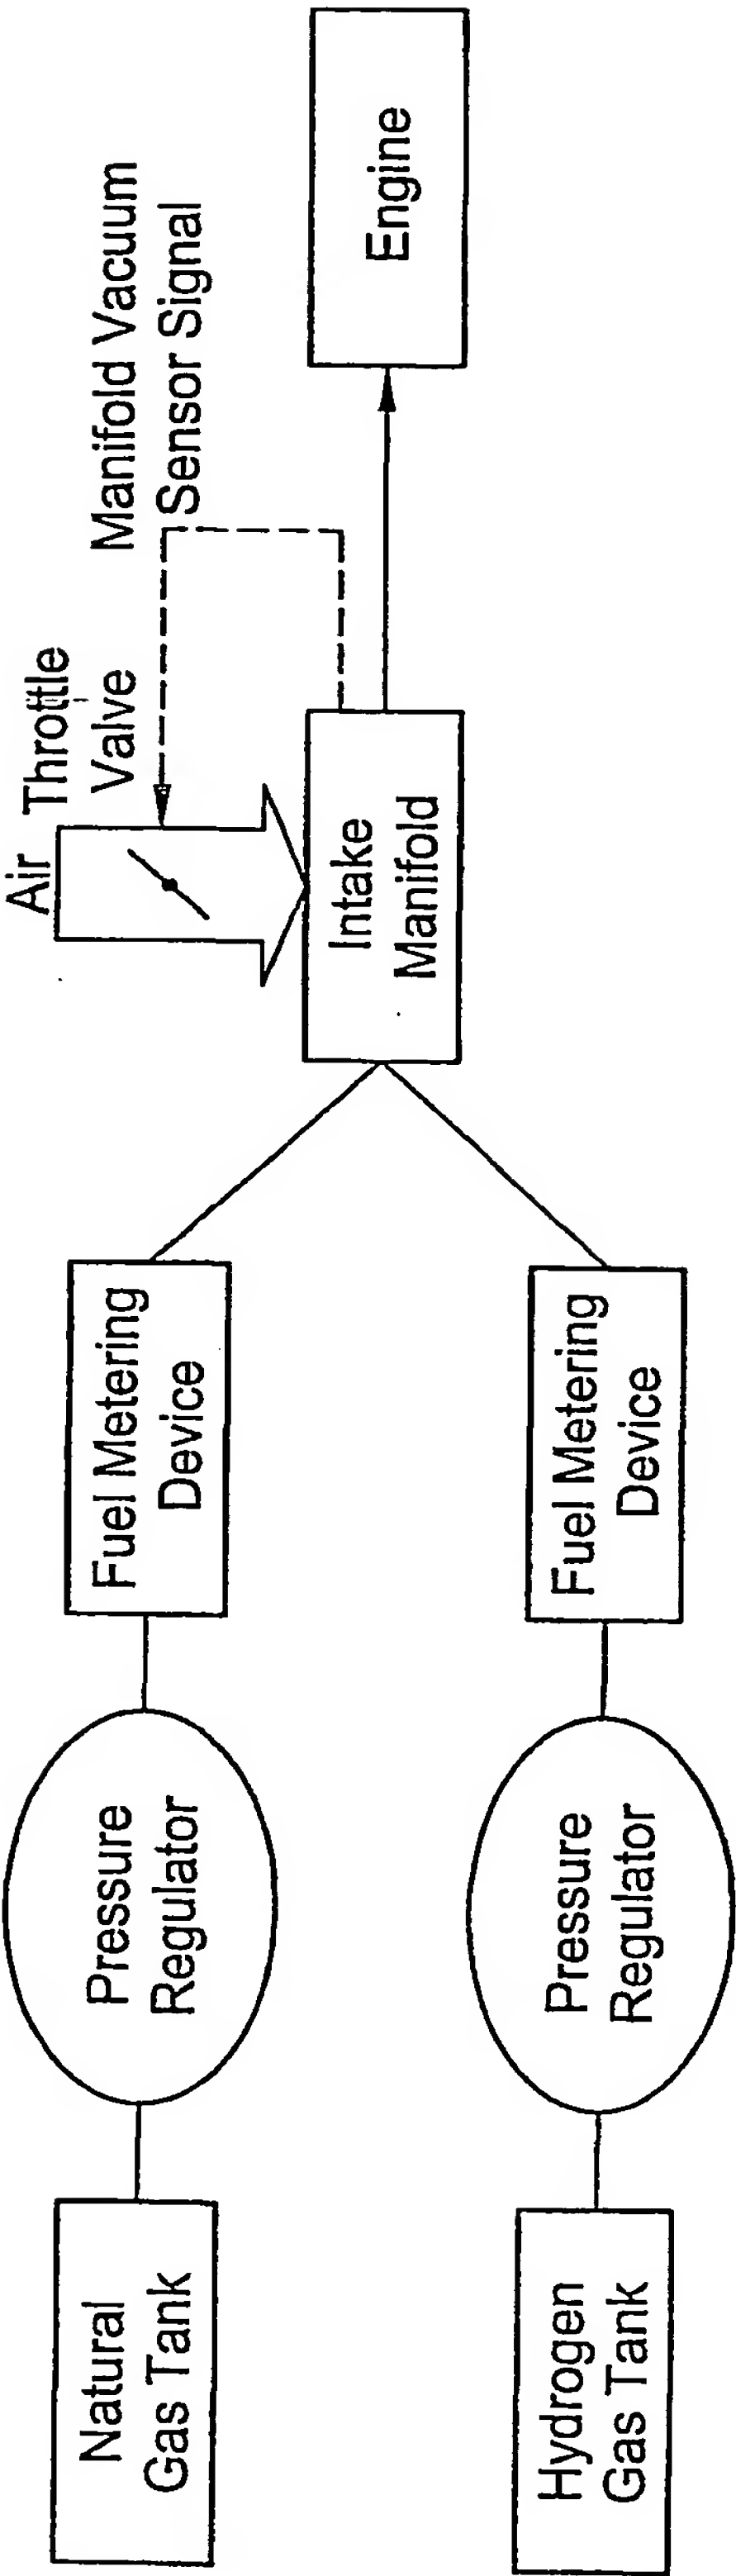 Natural
Gas Tank
Pressure
Regulator
Fuel Metering
Device
Hydrogen
Gas Tank
Pressure
Regulator
Fuel Metering
Device
Air
Throttle
Valve
Manifold Vacuum
Sensor Signal
Intake
Manifold
Engine